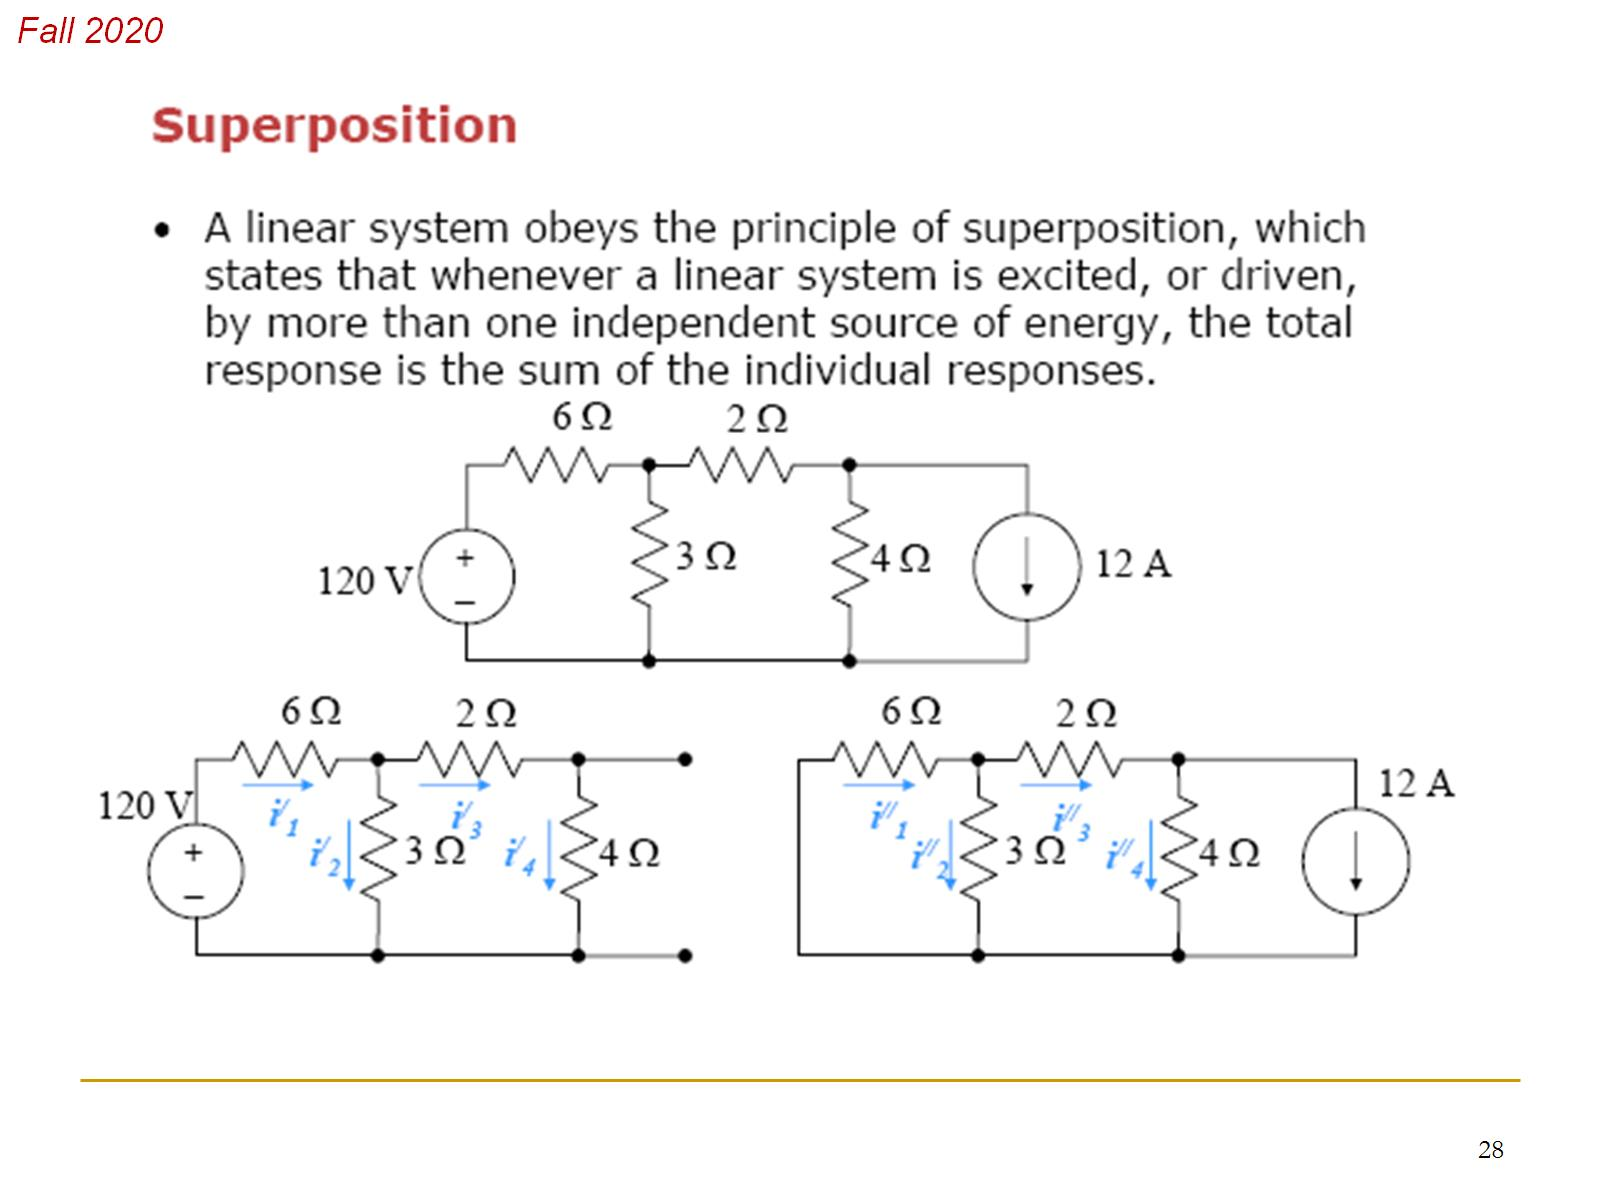 Fall 2020
Superposition
• A linear system obeys the principle of superposition, which
states that whenever a linear system is excited, or driven,
by more than one independent source of energy, the total
response is the sum of the individual responses.
6 Ω 2 Ω
120 V + − 3 Ω 4 Ω 12 A
6 Ω 2 Ω 6 Ω 2 Ω
120 V 12 A
i′1 i′3 i″1 i″3
+ − i′2 3 Ω i′4 4 Ω i″2 3 Ω i″4 4 Ω
28